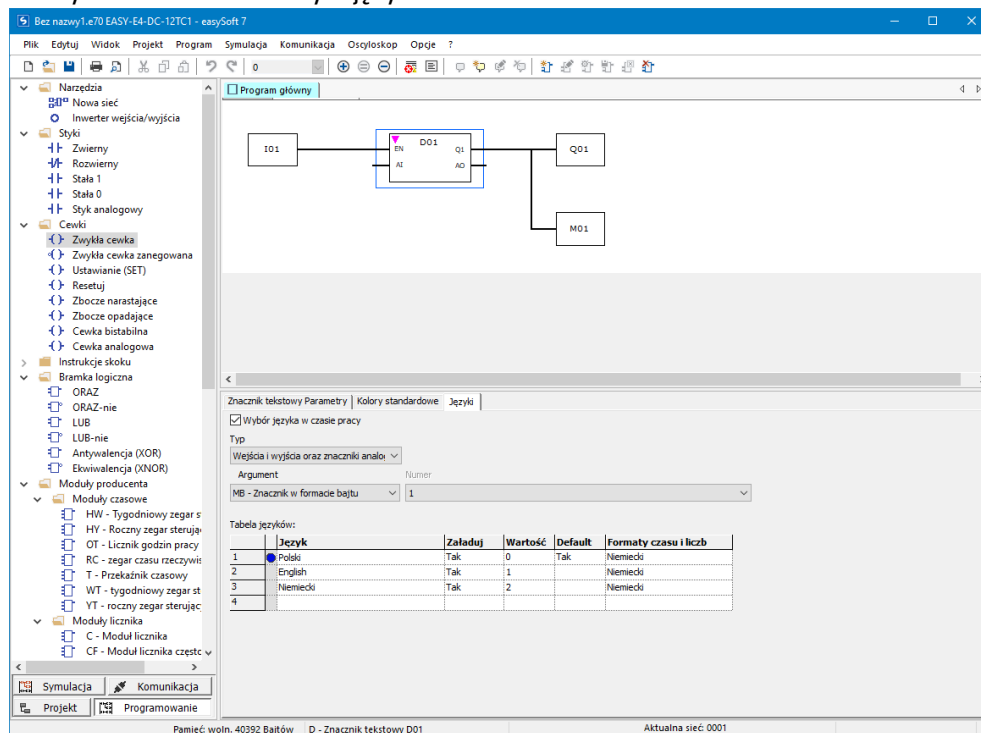 Bez nazwy1.e70 EASY-E4-DC-12TC1 - easySoft 7
Plik Edytuj Widok Projekt Program Symulacja Komunikacja Oscyloskop Opcje ?
0
Narzędzia
Nowa sieć
Inwerter wejścia/wyjścia
Styki
Zwierny
Rozwierny
Stała 1
Stała 0
Styk analogowy
Cewki
Zwykła cewka
Zwykła cewka zanegowana
Ustawianie (SET)
Resetuj
Zbocze narastające
Zbocze opadające
Cewka bistabilna
Cewka analogowa
Instrukcje skoku
Bramka logiczna
ORAZ
ORAZ-nie
LUB
LUB-nie
Antywalencja (XOR)
Ekwiwalencja (XNOR)
Moduły producenta
Moduły czasowe
HW - Tygodniowy zegar s
HY - Roczny zegar sterują
OT - Licznik godzin pracy
RC - zegar czasu rzeczywis
T - Przekaźnik czasowy
WT - tygodniowy zegar st
YT - roczny zegar sterując
Moduły licznika
C - Moduł licznika
CF - Moduł licznika często
Symulacja Komunikacja
Projekt Programowanie
Program główny
I01
D01
EN Q1
AI AO
Q01
M01
Znacznik tekstowy Parametry Kolory standardowe Języki
Wybór języka w czasie pracy
Typ
Wejścia i wyjścia oraz znaczniki analog
Argument Numer
MB - Znacznik w formacie bajtu 1
Tabela języków:
Język Załaduj Wartość Default Formaty czasu i liczb
1 Polski Tak 0 Tak Niemiecki
2 English Tak 1 Niemiecki
3 Niemiecki Tak 2 Niemiecki
4
Pamięć woln. 40392 Bajtów D - Znacznik tekstowy D01 Aktualna sieć 0001